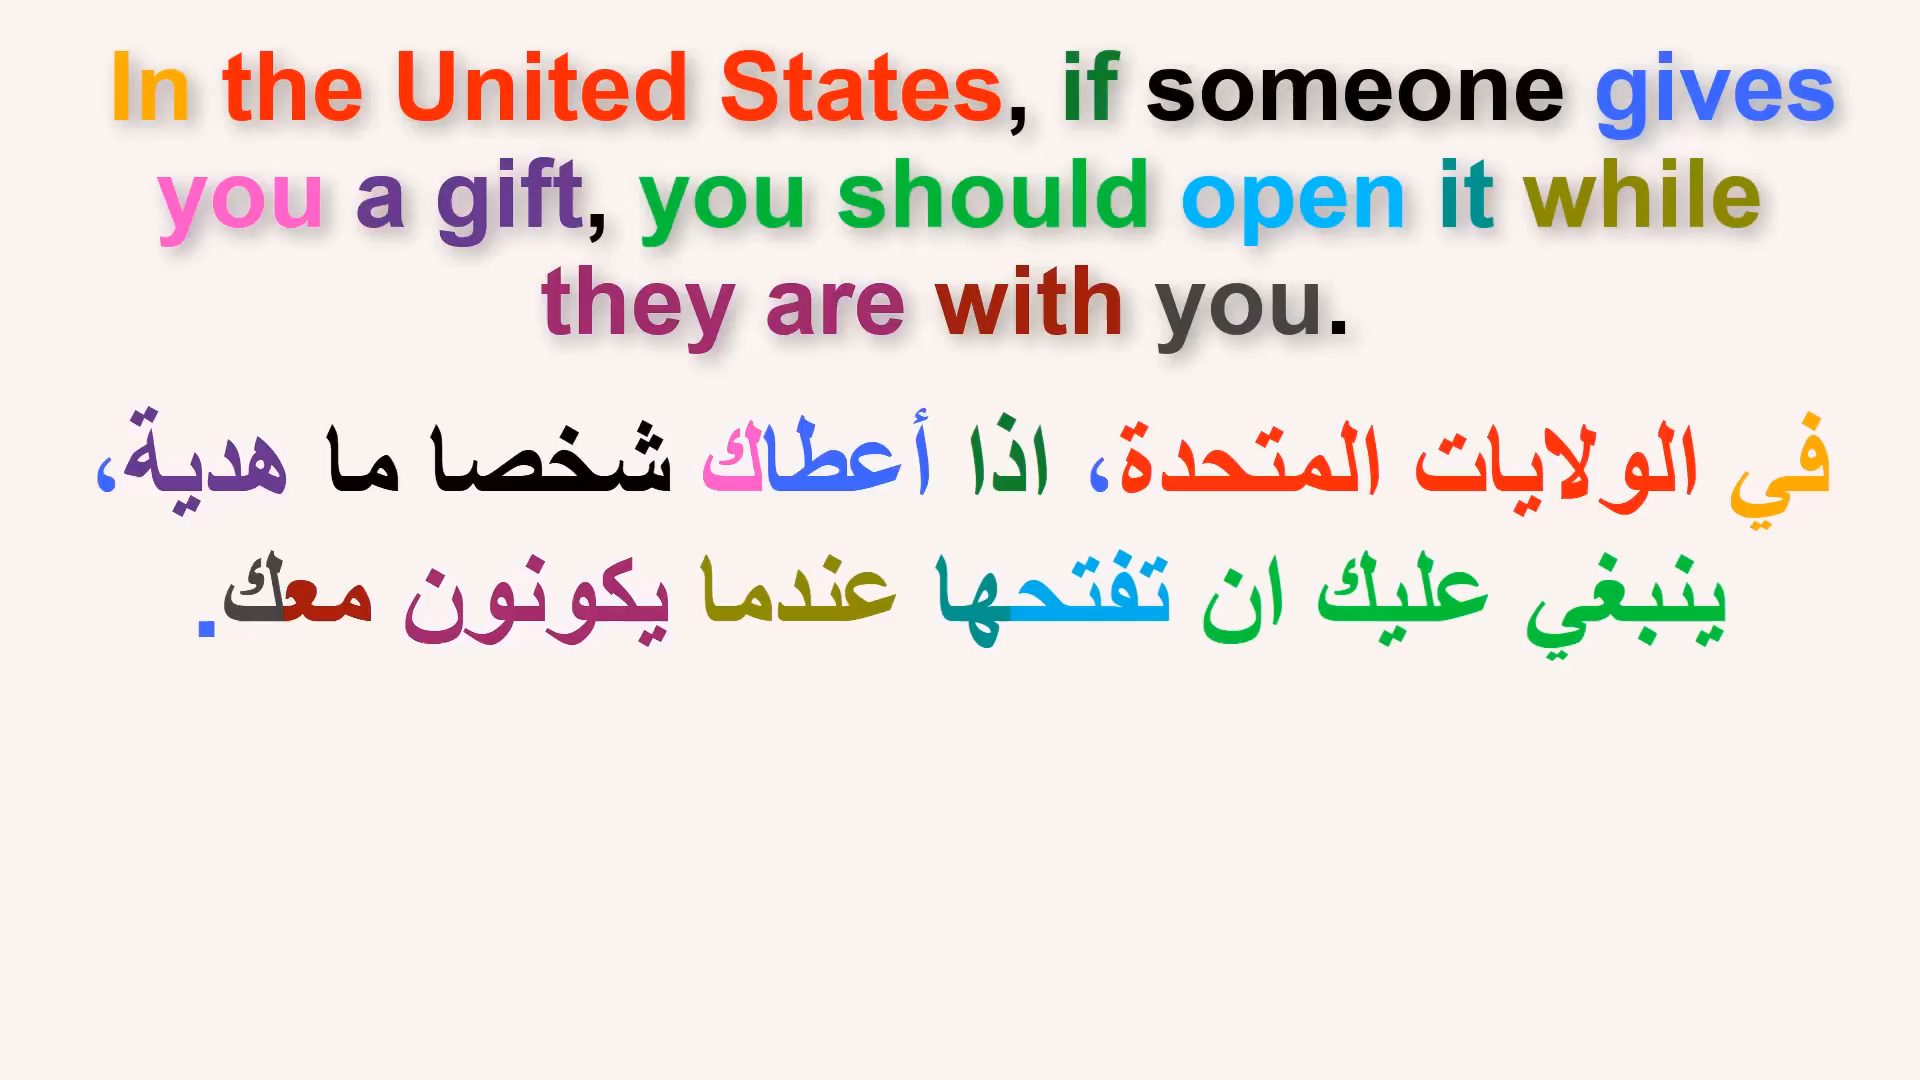 In the United States, if someone gives
you a gift, you should open it while
they are with you.
في الولايات المتحدة، اذا أعطاك شخصا ما هدية،
ينبغي عليك ان تفتحها عندما يكونون معك.